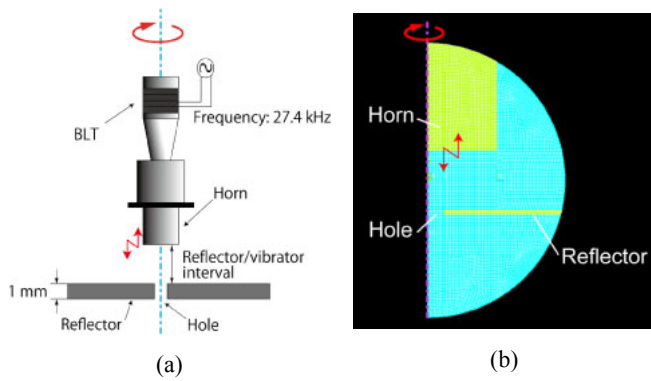 BLT
Frequency: 27.4 kHz
Horn
Reflector/vibrator
interval
1 mm
Reflector
Hole
(a)
Horn
Hole
Reflector
(b)